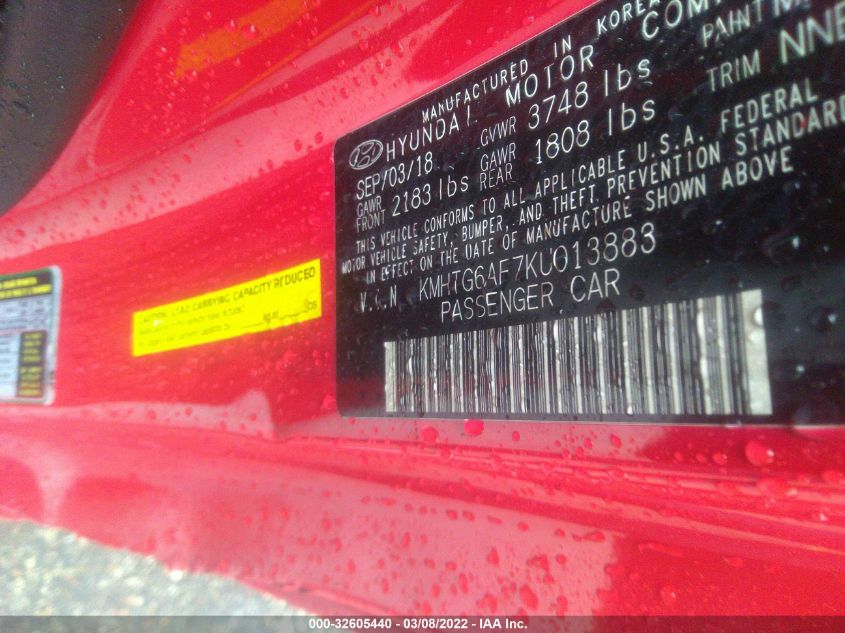 MANUFACTURED IN KOREA
HYUNDAI MOTOR COM PAINT
SEP/03/18 GVWR 3748 lbs TRIM NNB
GAWR FRONT 2183 lbs GAWR REAR 1808 lbs
THIS VEHICLE CONFORMS TO ALL APPLICABLE U.S.A. FEDERAL
MOTOR VEHICLE SAFETY, BUMPER, AND THEFT PREVENTION STANDARD
IN EFFECT ON THE DATE OF MANUFACTURE SHOWN ABOVE
V.I.N KMHTG6AF7KU013883
PASSENGER CAR
CAUTION: LOAD CARRYING CAPACITY REDUCED
000-32605440 - 03/08/2022 - IAA Inc.